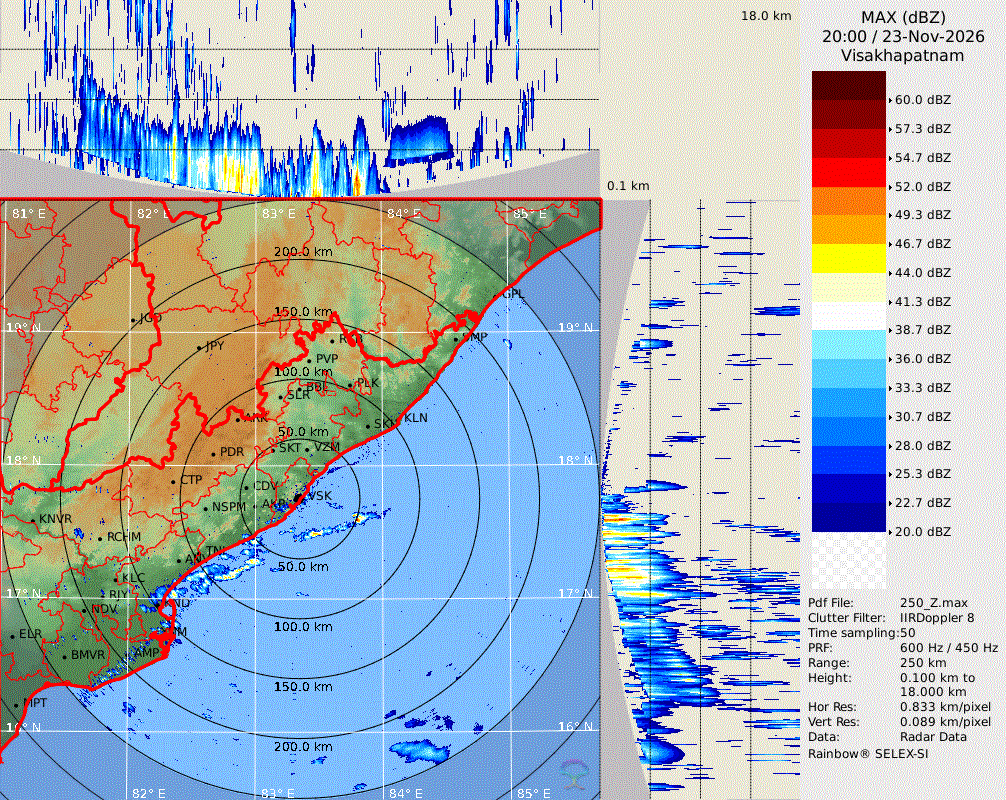 18.0 km
0.1 km
MAX (dBZ)
20:00 / 23-Nov-2026
Visakhapatnam
60.0 dBZ
57.3 dBZ
54.7 dBZ
52.0 dBZ
49.3 dBZ
46.7 dBZ
44.0 dBZ
41.3 dBZ
38.7 dBZ
36.0 dBZ
33.3 dBZ
30.7 dBZ
28.0 dBZ
25.3 dBZ
22.7 dBZ
20.0 dBZ
Pdf File: 250_Z.max
Clutter Filter: IIRDoppler 8
Time sampling:50
PRF: 600 Hz / 450 Hz
Range: 250 km
Height: 0.100 km to
18.000 km
Hor Res: 0.833 km/pixel
Vert Res: 0.089 km/pixel
Data: Radar Data
Rainbow® SELEX-SI
81° E
82° E
83° E
84° E
85° E
200.0 km
GPL
150.0 km
JGD
19° N
19° N
SMP
JPY
PVP
100.0 km
BBL
PLK
SLR
KLN
50.0 km
PDR
SKT
VZM
18° N
18° N
CTP
CDV
VSK
NSPM
KNVR
RCHM
TNI
50.0 km
KLC
RJY
17° N
17° N
NDV
100.0 km
ELR
AMP
BMVR
150.0 km
MPT
16° N
16° N
200.0 km
82° E
83° E
84° E
85° E